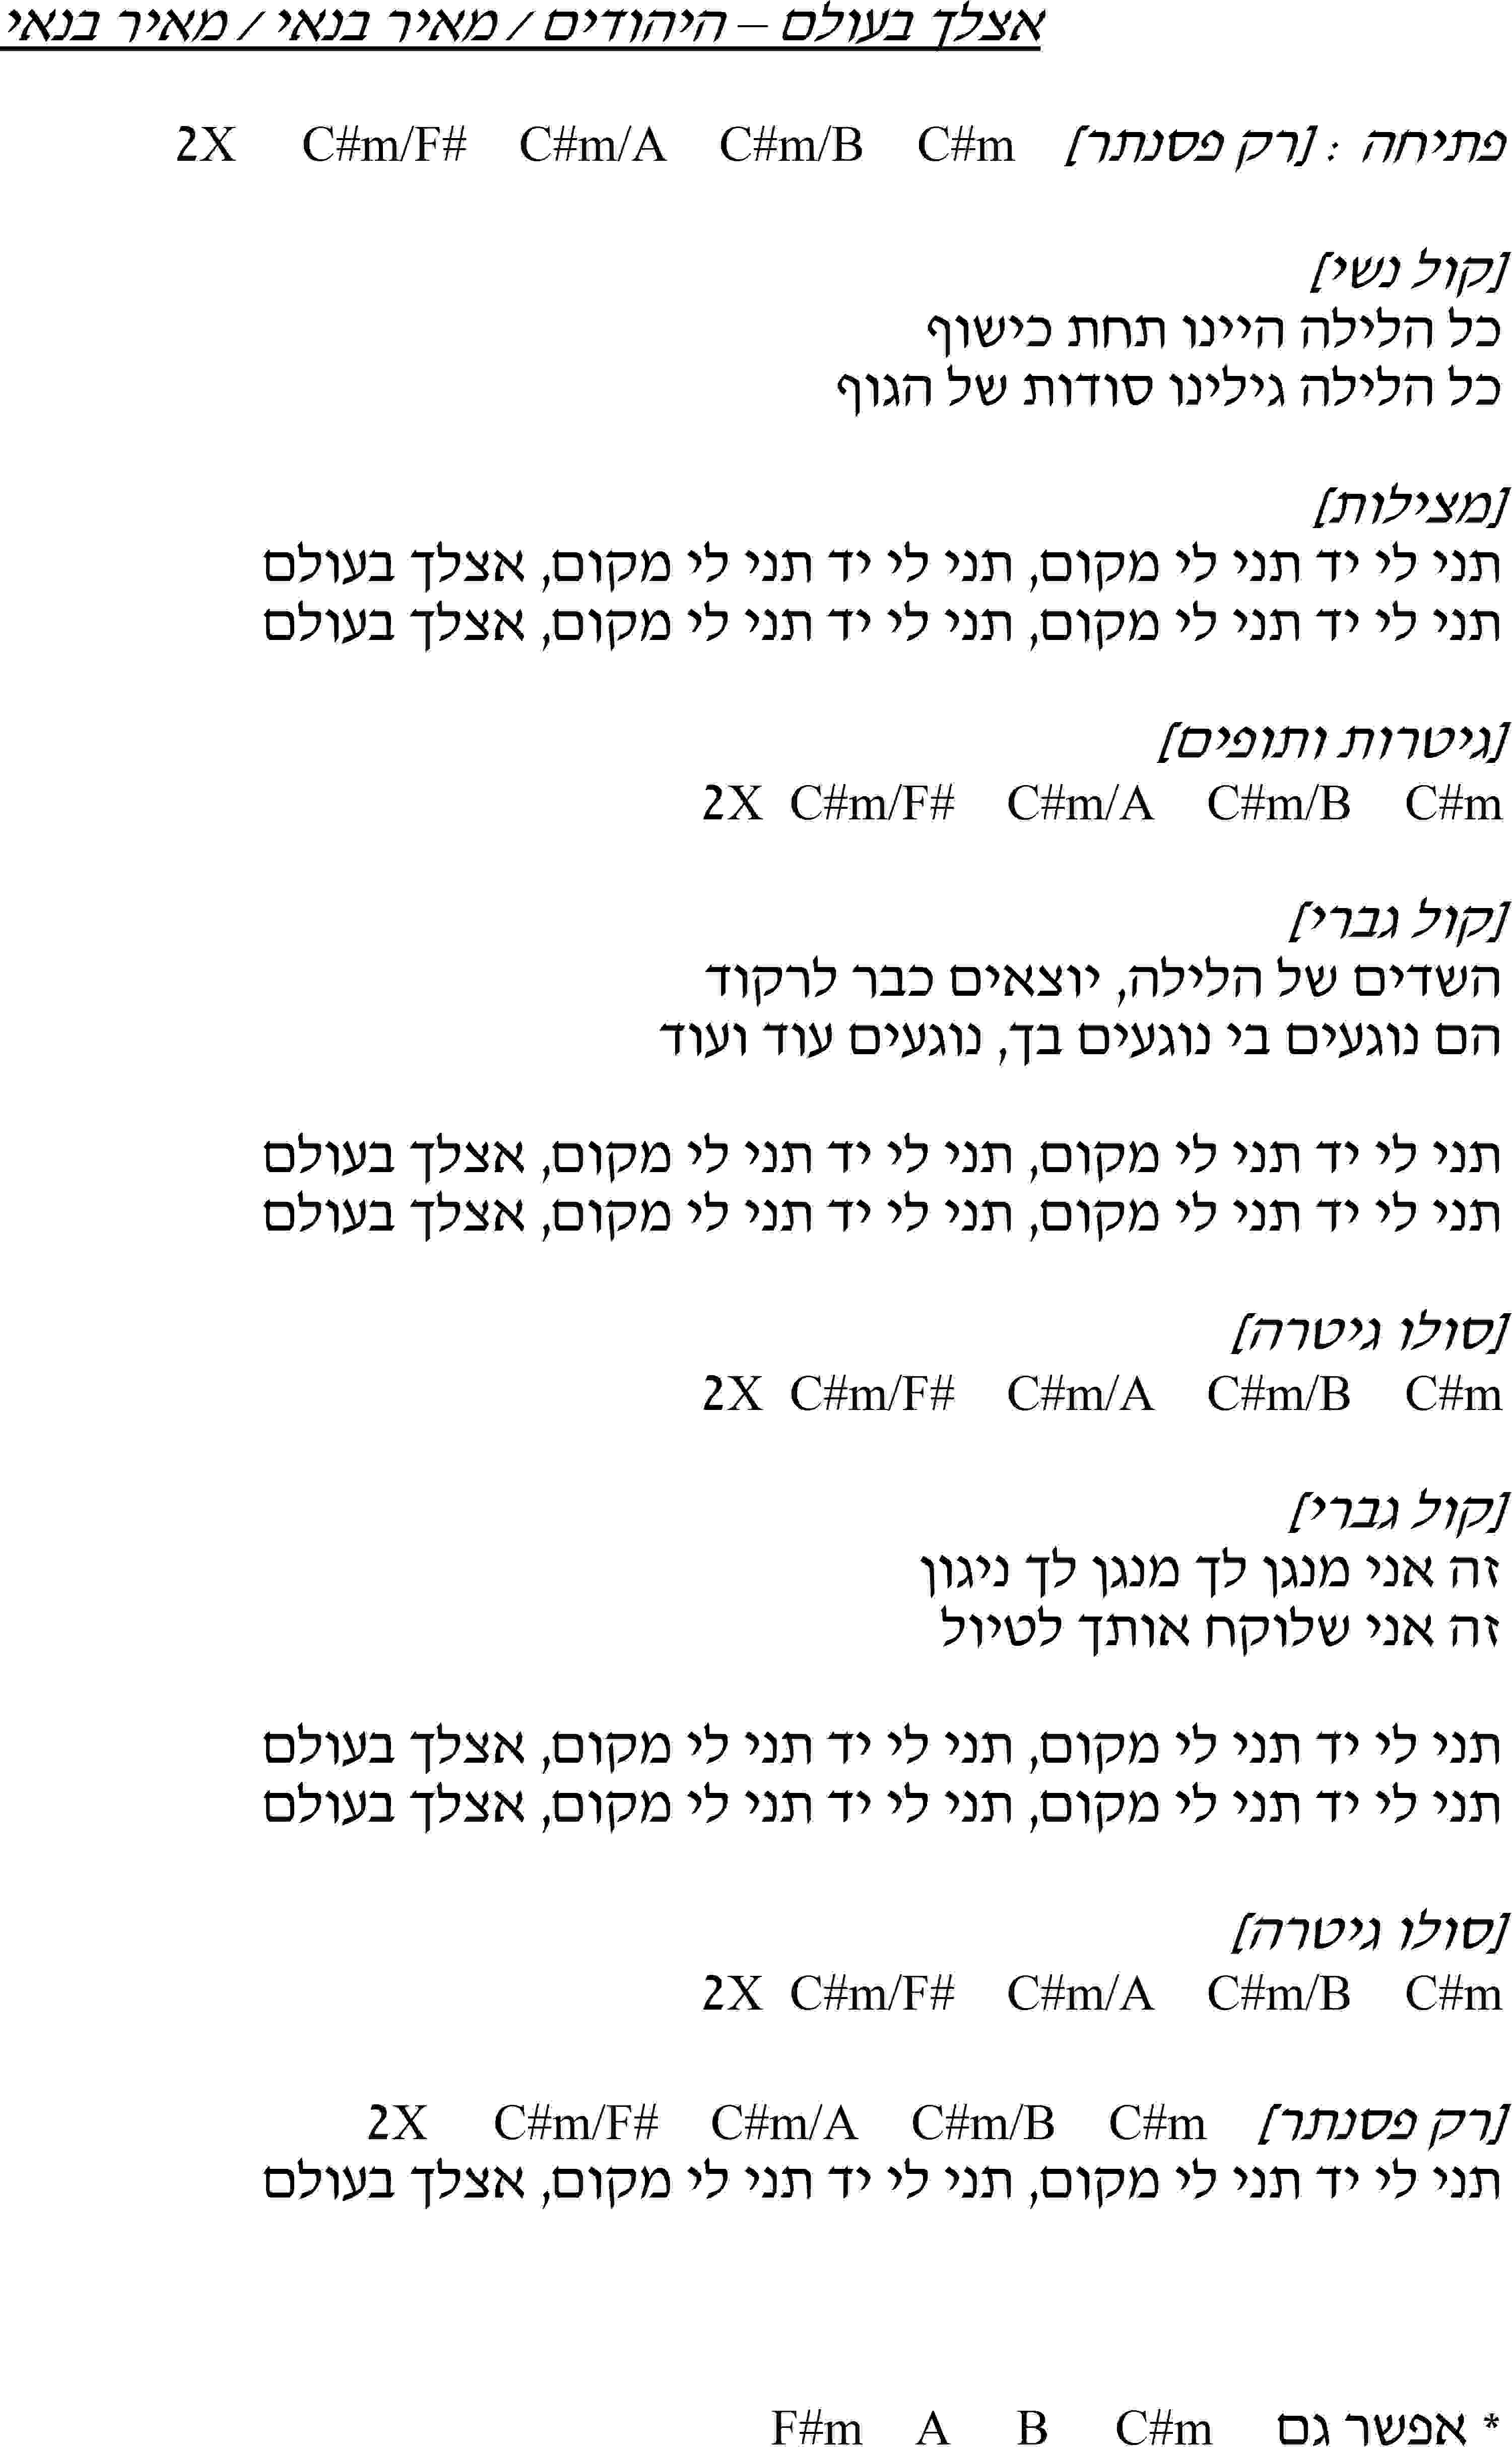 אצלך בעולם – היהודים / מאיר בנאי / מאיר בנאי
פתיחה : [רק פסנתר] C#m C#m/B C#m/A C#m/F# 2X
[קול נשי]
כל הלילה היינו תחת כישוף
כל הלילה גילינו סודות של הגוף
[מצילות]
תני לי יד תני לי מקום, תני לי יד תני לי מקום, אצלך בעולם
תני לי יד תני לי מקום, תני לי יד תני לי מקום, אצלך בעולם
[גיטרות ותופים]
C#m C#m/B C#m/A C#m/F# 2X
[קול גברי]
השדים של הלילה, יוצאים כבר לרקוד
הם נוגעים בי נוגעים בך, נוגעים עוד ועוד
תני לי יד תני לי מקום, תני לי יד תני לי מקום, אצלך בעולם
תני לי יד תני לי מקום, תני לי יד תני לי מקום, אצלך בעולם
[סולו גיטרה]
C#m C#m/B C#m/A C#m/F# 2X
[קול גברי]
זה אני מנגן לך מנגן לך ניגון
זה אני שלוקח אותך לטיול
תני לי יד תני לי מקום, תני לי יד תני לי מקום, אצלך בעולם
תני לי יד תני לי מקום, תני לי יד תני לי מקום, אצלך בעולם
[סולו גיטרה]
C#m C#m/B C#m/A C#m/F# 2X
[רק פסנתר] C#m C#m/B C#m/A C#m/F# 2X
תני לי יד תני לי מקום, תני לי יד תני לי מקום, אצלך בעולם
* אפשר גם C#m B A F#m